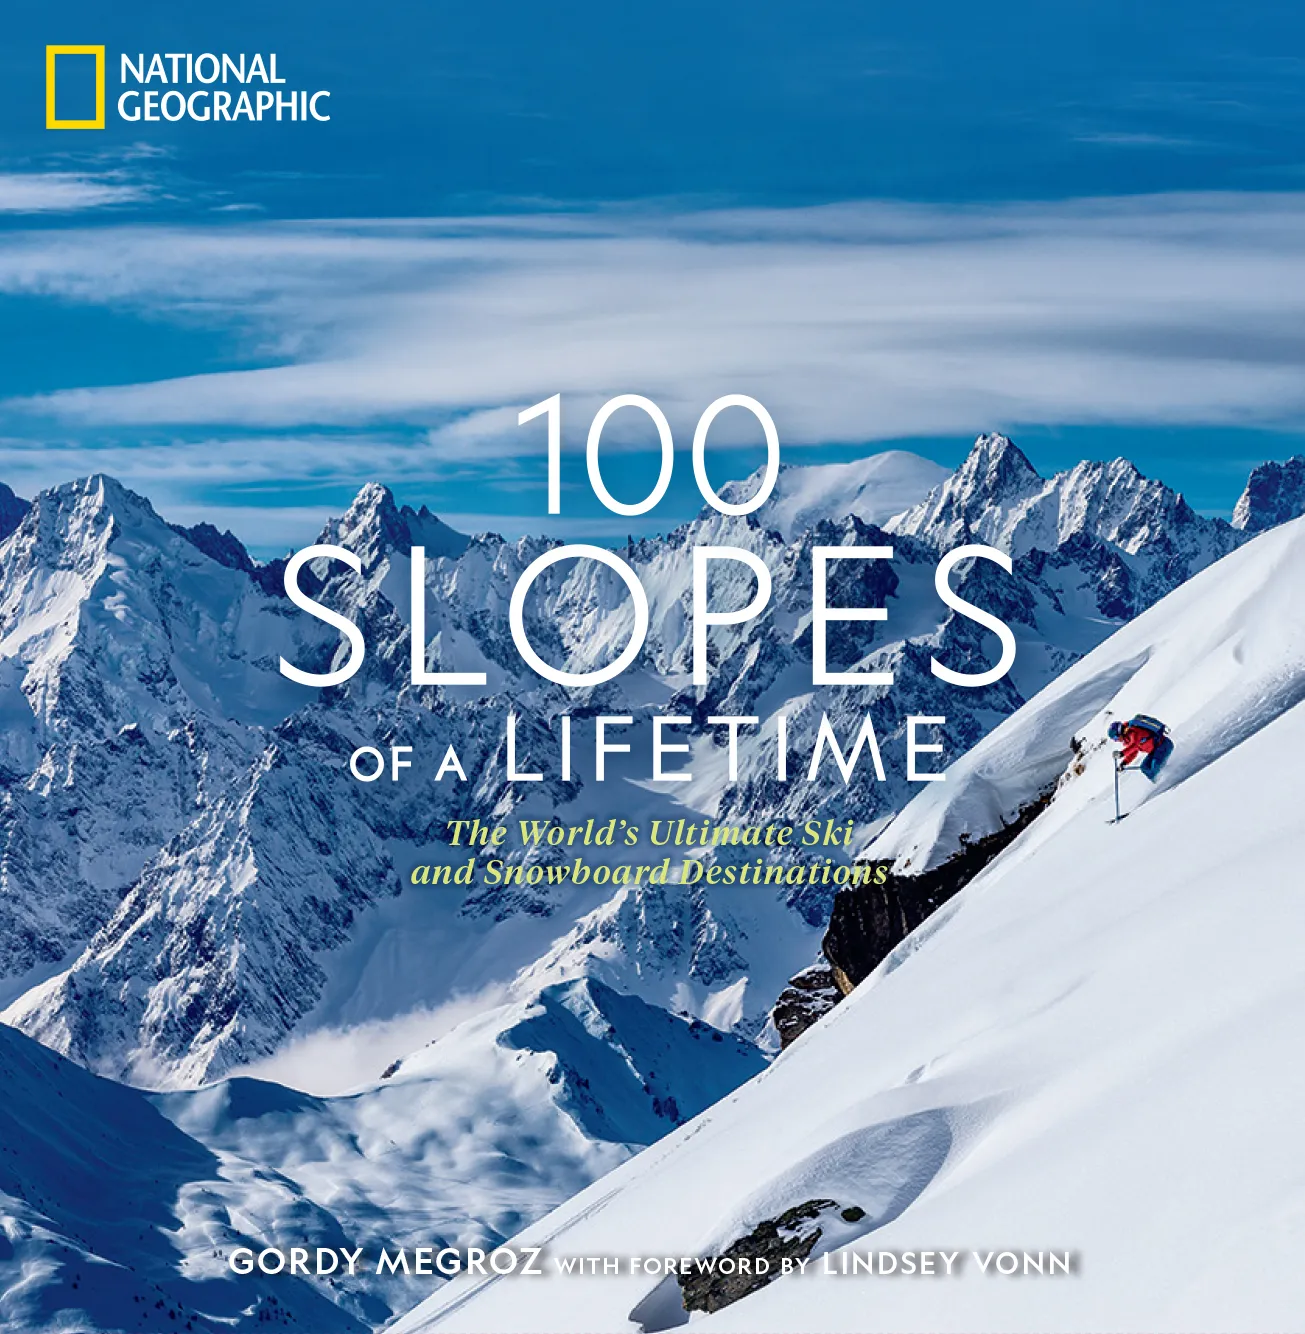 NATIONAL
GEOGRAPHIC
100
SLOPES
OF A LIFETIME
The World's Ultimate Ski
and Snowboard Destinations
GORDY MEGROZ WITH FOREWORD BY LINDSEY VONN